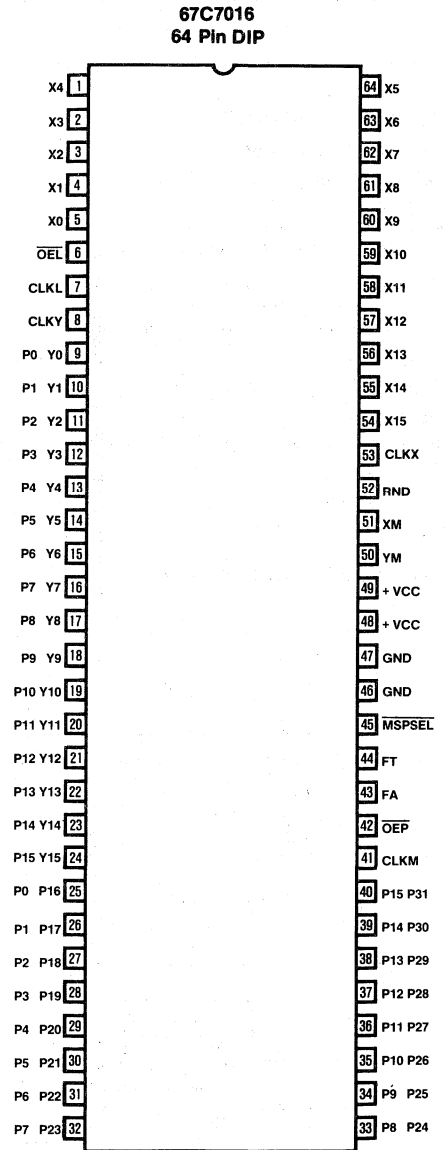 67C7016
64 Pin DIP
X4 1 64 X5
X3 2 63 X6
X2 3 62 X7
X1 4 61 X8
X0 5 60 X9
OEL 6 59 X10
CLKL 7 58 X11
CLKY 8 57 X12
P0 Y0 9 56 X13
P1 Y1 10 55 X14
P2 Y2 11 54 X15
P3 Y3 12 53 CLKX
P4 Y4 13 52 RND
P5 Y5 14 51 XM
P6 Y6 15 50 YM
P7 Y7 16 49 + VCC
P8 Y8 17 48 + VCC
P9 Y9 18 47 GND
P10 Y10 19 46 GND
P11 Y11 20 45 MSPSEL
P12 Y12 21 44 FT
P13 Y13 22 43 FA
P14 Y14 23 42 OEP
P15 Y15 24 41 CLKM
P0 P16 25 40 P15 P31
P1 P17 26 39 P14 P30
P2 P18 27 38 P13 P29
P3 P19 28 37 P12 P28
P4 P20 29 36 P11 P27
P5 P21 30 35 P10 P26
P6 P22 31 34 P9 P25
P7 P23 32 33 P8 P24